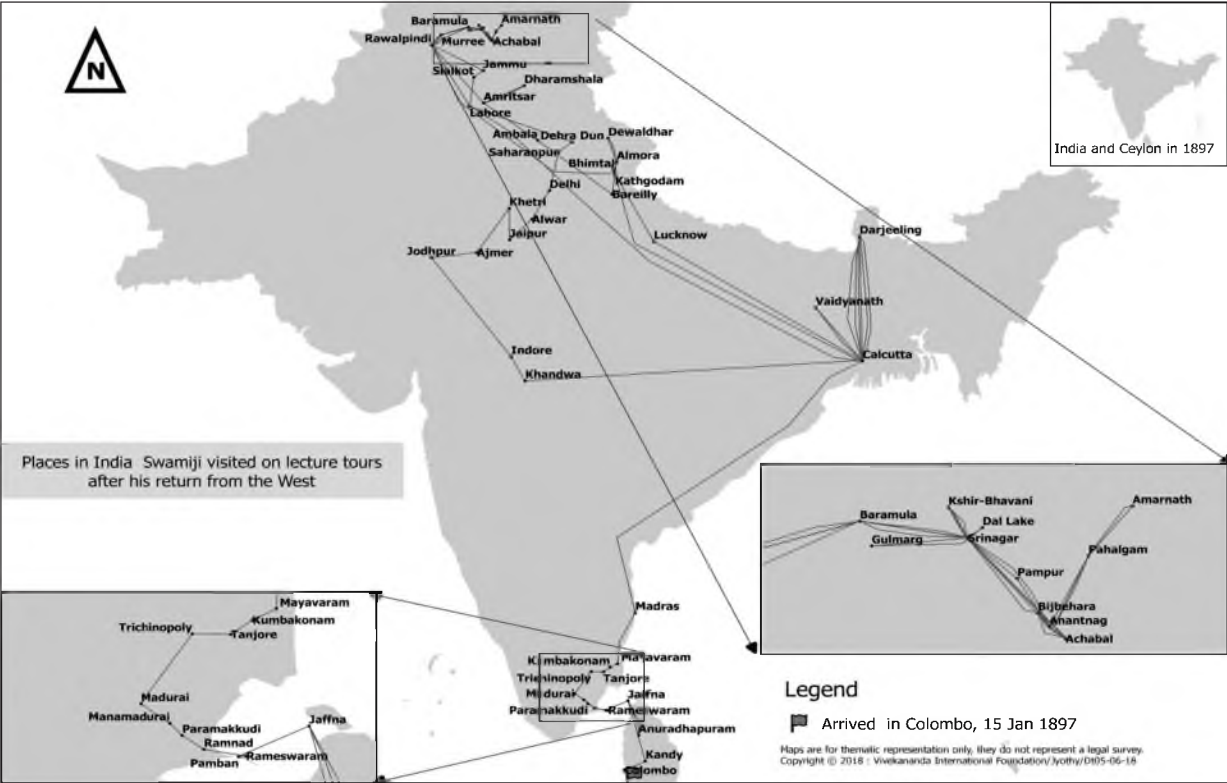 Baramula
Amarnath
Rawalpindi
Murree
Achabal
N
Sialkot
Jammu
Dharamshala
Amritsar
Lahore
Ambala
Dehra Dun
Dewaldhar
Saharanpur
Bhimtal
Almora
Kathgodam
Delhi
Bareilly
Khetri
Alwar
Jaipur
Lucknow
Darjeeling
Jodhpur
Ajmer
Vaidyanath
Indore
Calcutta
Khandwa
India and Ceylon in 1897
Places in India Swamiji visited on lecture tours
after his return from the West
Kshir-Bhavani
Amarnath
Baramula
Dal Lake
Gulmarg
Srinagar
Pahalgam
Pampur
Bijbehara
Anantnag
Achabal
Madras
Kumbakonam
Mayavaram
Trichinopoly
Tanjore
Madurai
Jaffna
Paramakkudi
Rameswaram
Anuradhapuram
Kandy
Colombo
Mayavaram
Kumbakonam
Trichinopoly
Tanjore
Madurai
Manamadurai
Paramakkudi
Jaffna
Ramnad
Rameswaram
Pamban
Legend
Arrived in Colombo, 15 Jan 1897
Maps are for thematic representation only, they do not represent a legal survey.
Copyright © 2018 : Vivekananda International Foundation/Jyothy/Dt05-06-18